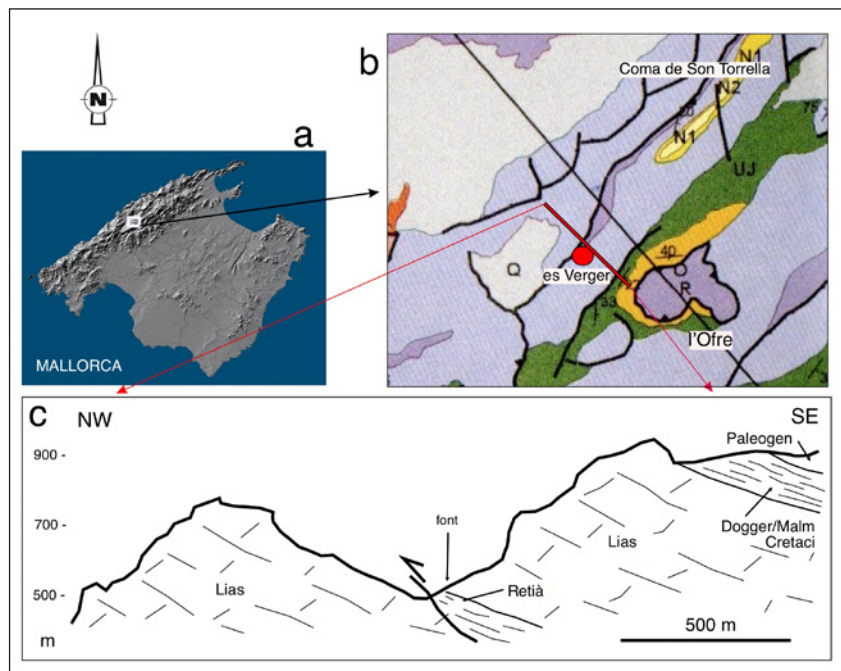 N
a
MALLORCA
b
Coma de Son Torrella
N1
N2
N1
UJ
75
Q
es Verger
40
R
33
l'Ofre
c
NW
SE
900 -
700 -
500 -
m
Lias
font
Retià
Lias
Paleogen
Dogger/Malm
Cretaci
500 m